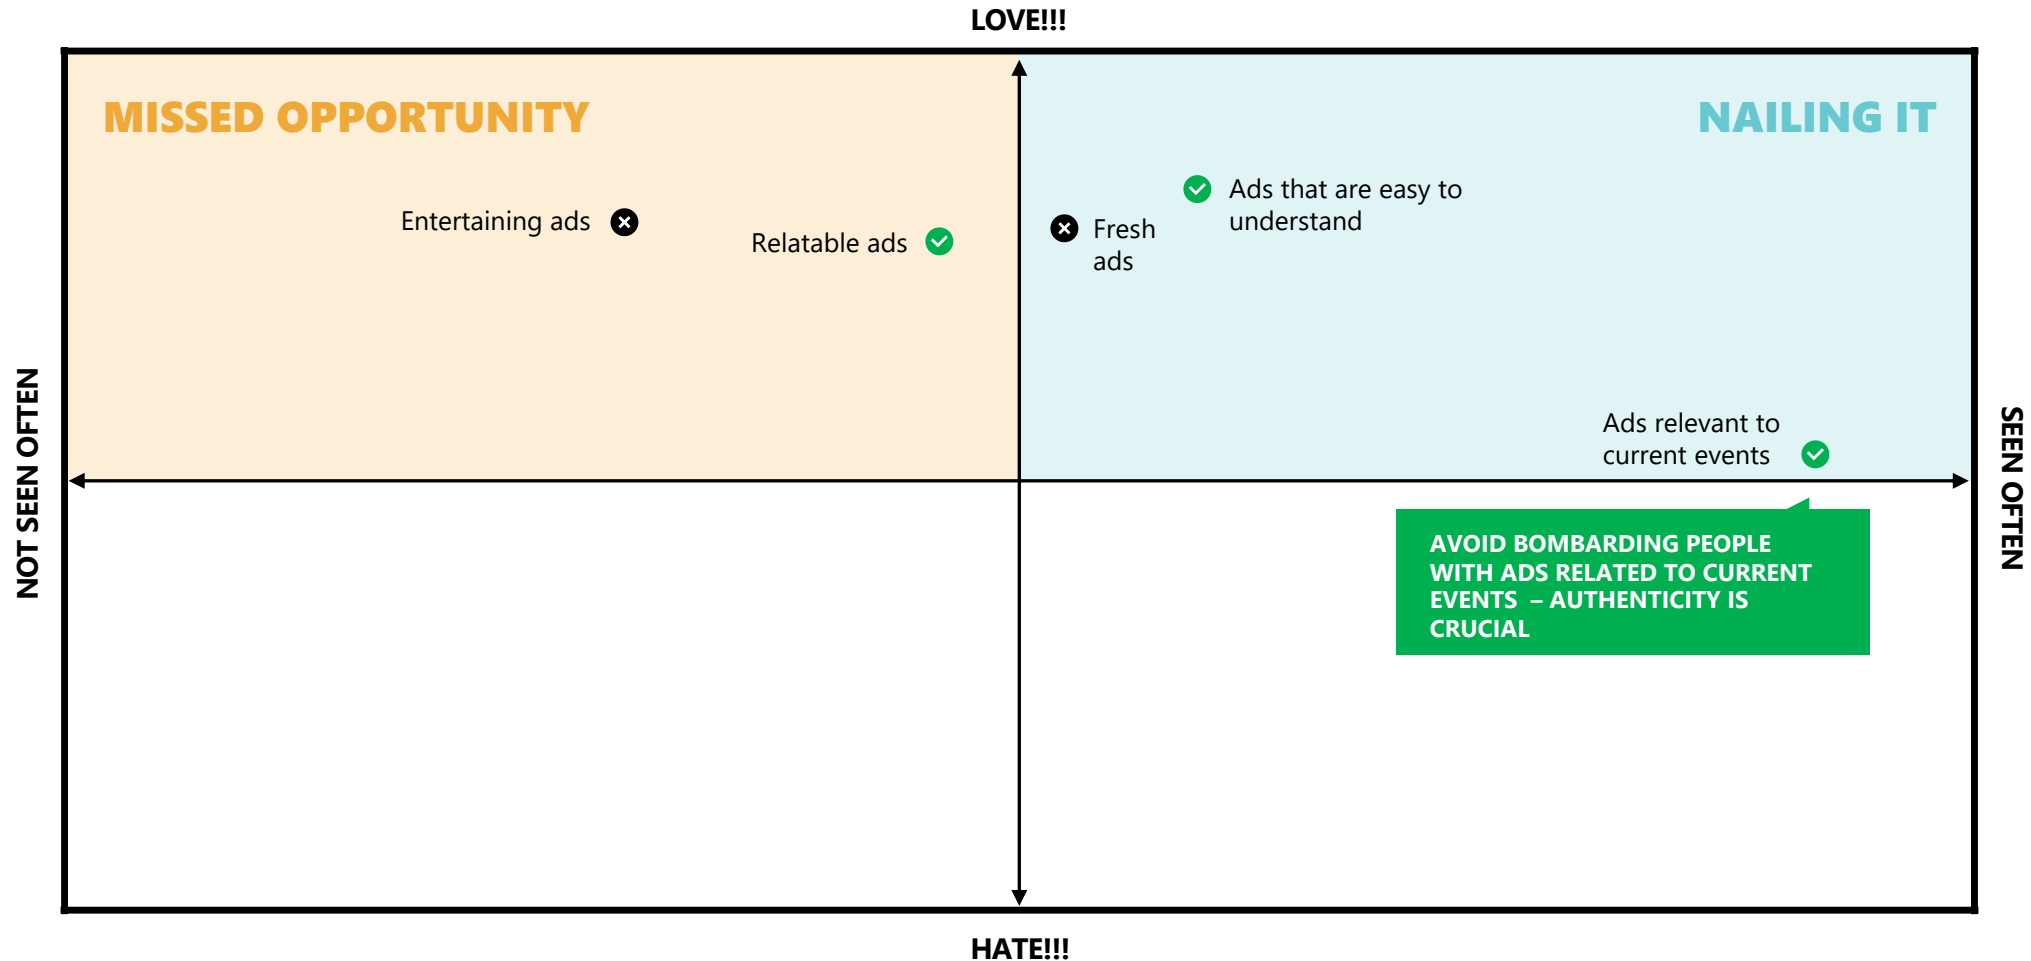 LOVE!!!
MISSED OPPORTUNITY
NAILING IT
Entertaining ads
Relatable ads
Fresh
ads
Ads that are easy to
understand
Ads relevant to
current events
NOT SEEN OFTEN
SEEN OFTEN
AVOID BOMBARDING PEOPLE
WITH ADS RELATED TO CURRENT
EVENTS – AUTHENTICITY IS
CRUCIAL
HATE!!!